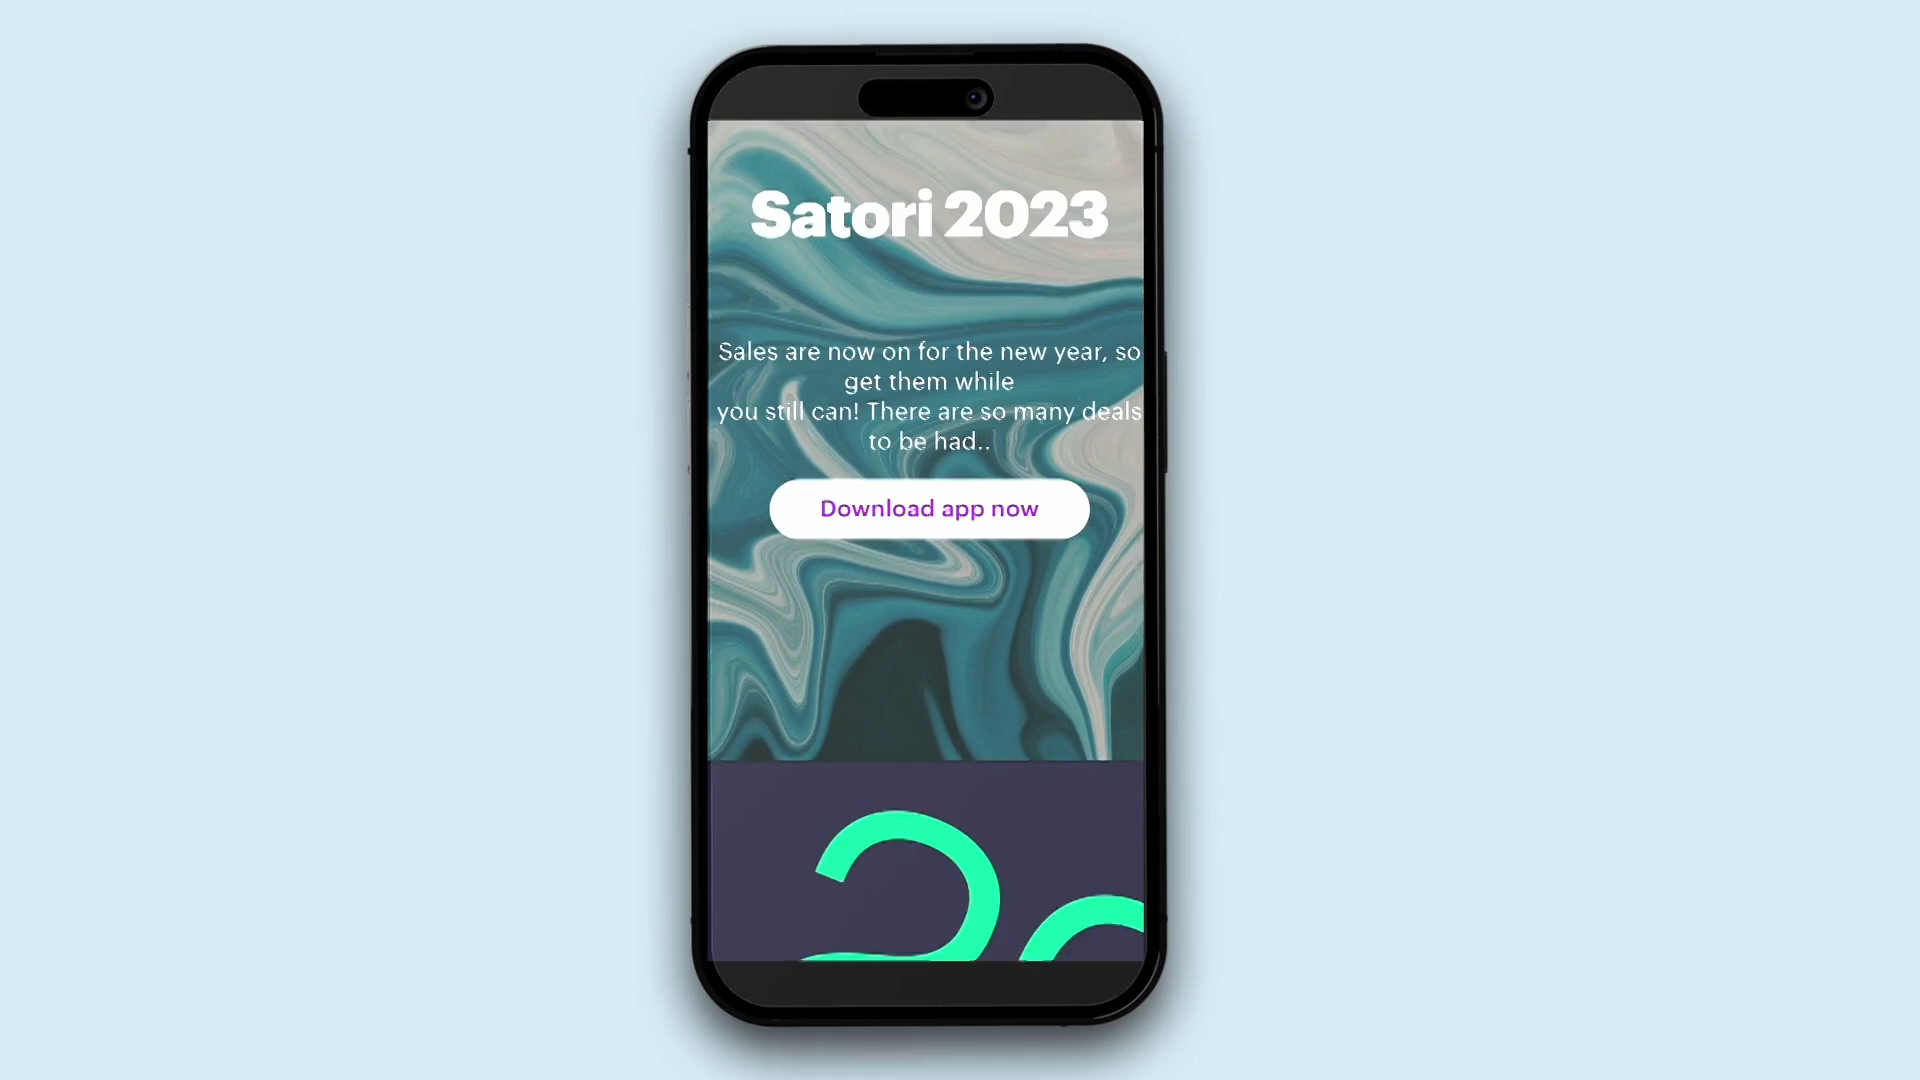 Satori 2023
Sales are now on for the new year, so
get them while
you still can! There are so many deals
to be had..
Download app now